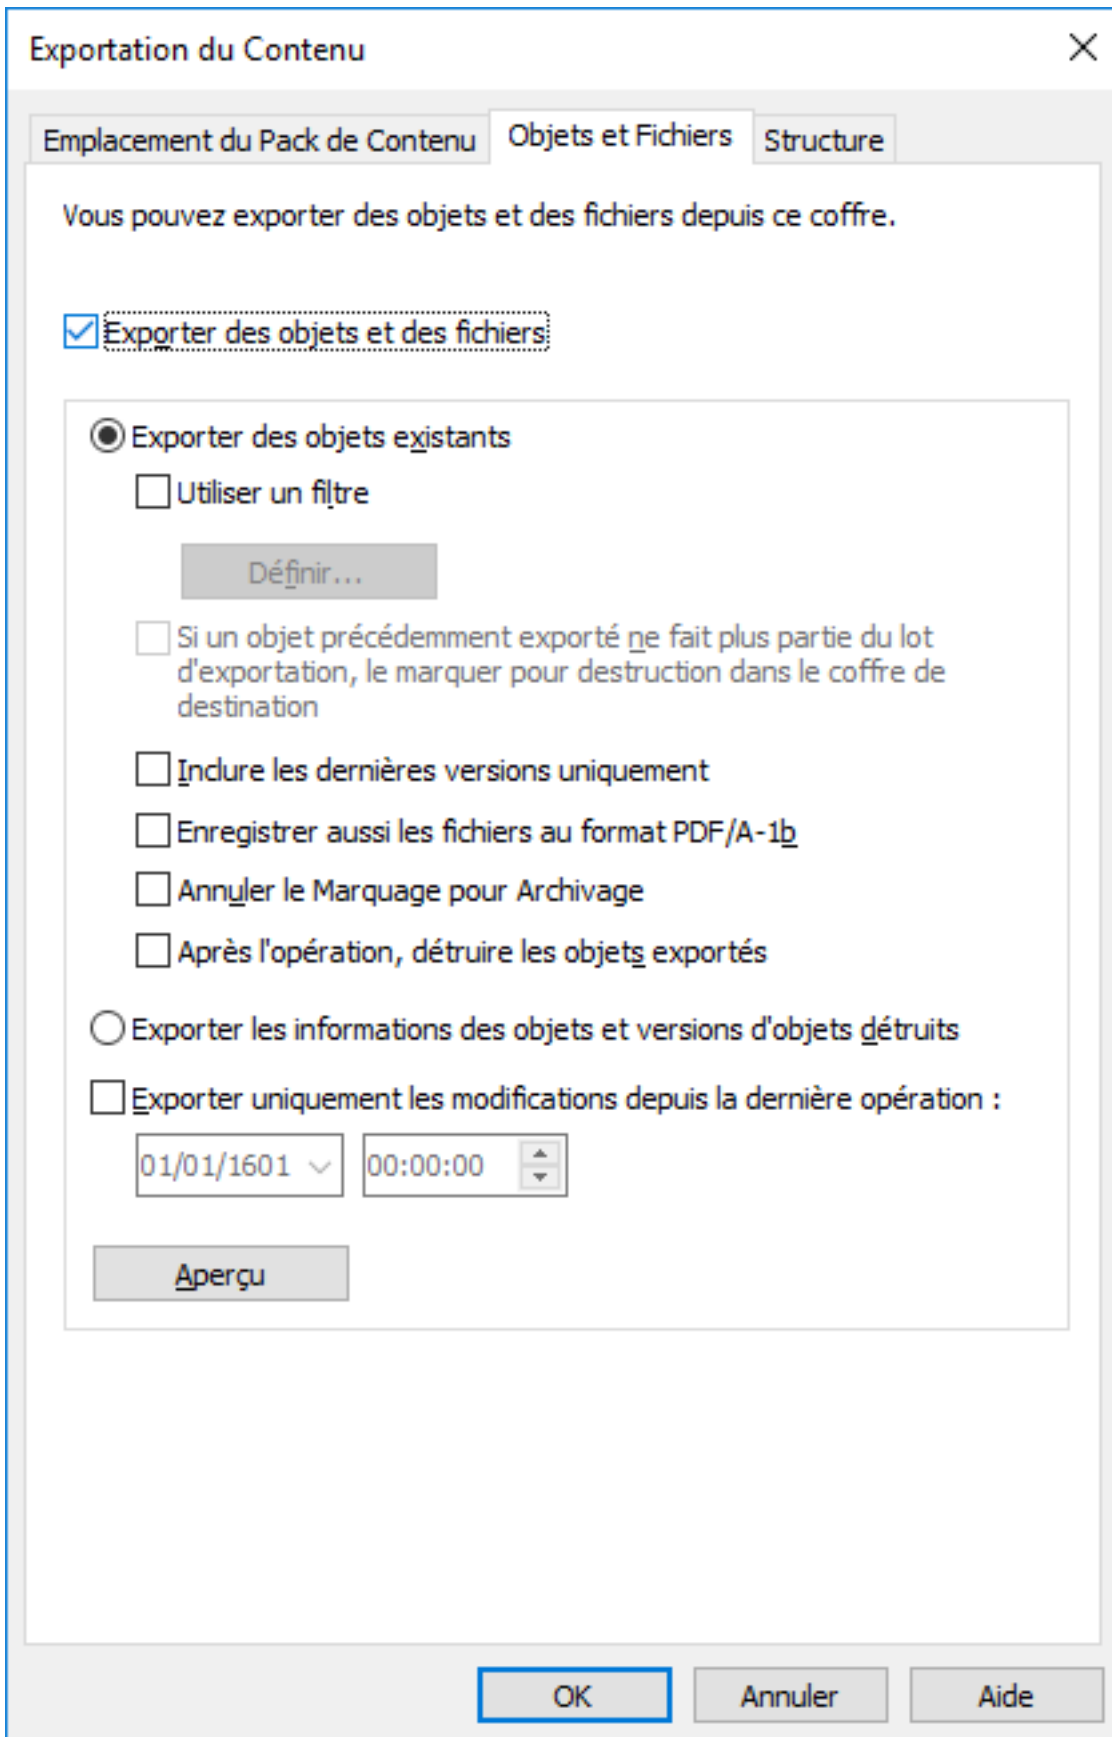 Exportation du Contenu
Emplacement du Pack de Contenu
Objets et Fichiers
Structure
Vous pouvez exporter des objets et des fichiers depuis ce coffre.
Exporter des objets et des fichiers
Exporter des objets existants
Utiliser un filtre
Définir...
Si un objet précédemment exporté ne fait plus partie du lot
d'exportation, le marquer pour destruction dans le coffre de
destination
Inclure les dernières versions uniquement
Enregistrer aussi les fichiers au format PDF/A-1b
Annuler le Marquage pour Archivage
Après l'opération, détruire les objets exportés
Exporter les informations des objets et versions d'objets détruits
Exporter uniquement les modifications depuis la dernière opération :
01/01/1601
00:00:00
Aperçu
OK
Annuler
Aide